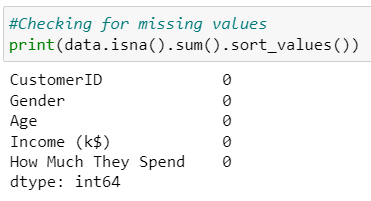 #Checking for missing values
print(data.isna().sum().sort_values())
CustomerID 0
Gender 0
Age 0
Income (k$) 0
How Much They Spend 0
dtype: int64